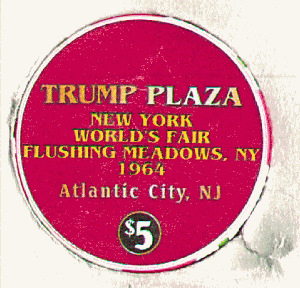 TRUMP PLAZA
NEW YORK
WORLD'S FAIR
FLUSHING MEADOWS, NY
1964
Atlantic City, NJ
$5